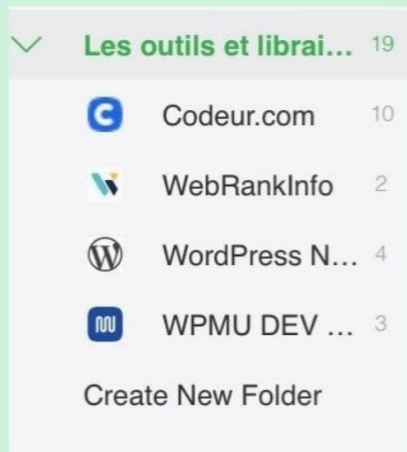 Les outils et librai... 19
Codeur.com 10
WebRankInfo 2
WordPress N... 4
WPMU DEV ... 3
Create New Folder